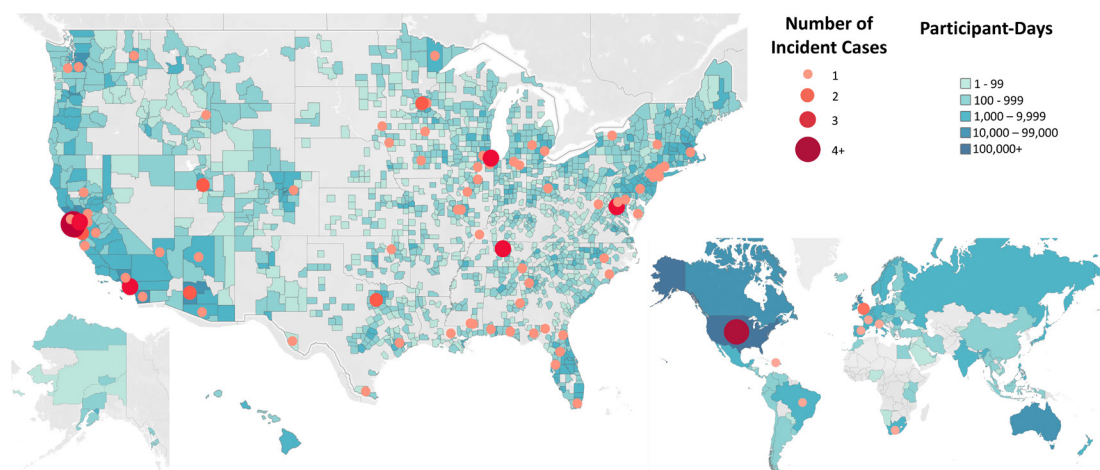 Number of
Incident Cases
1
2
3
4+
Participant-Days
1 - 99
100 - 999
1,000 – 9,999
10,000 – 99,000
100,000+